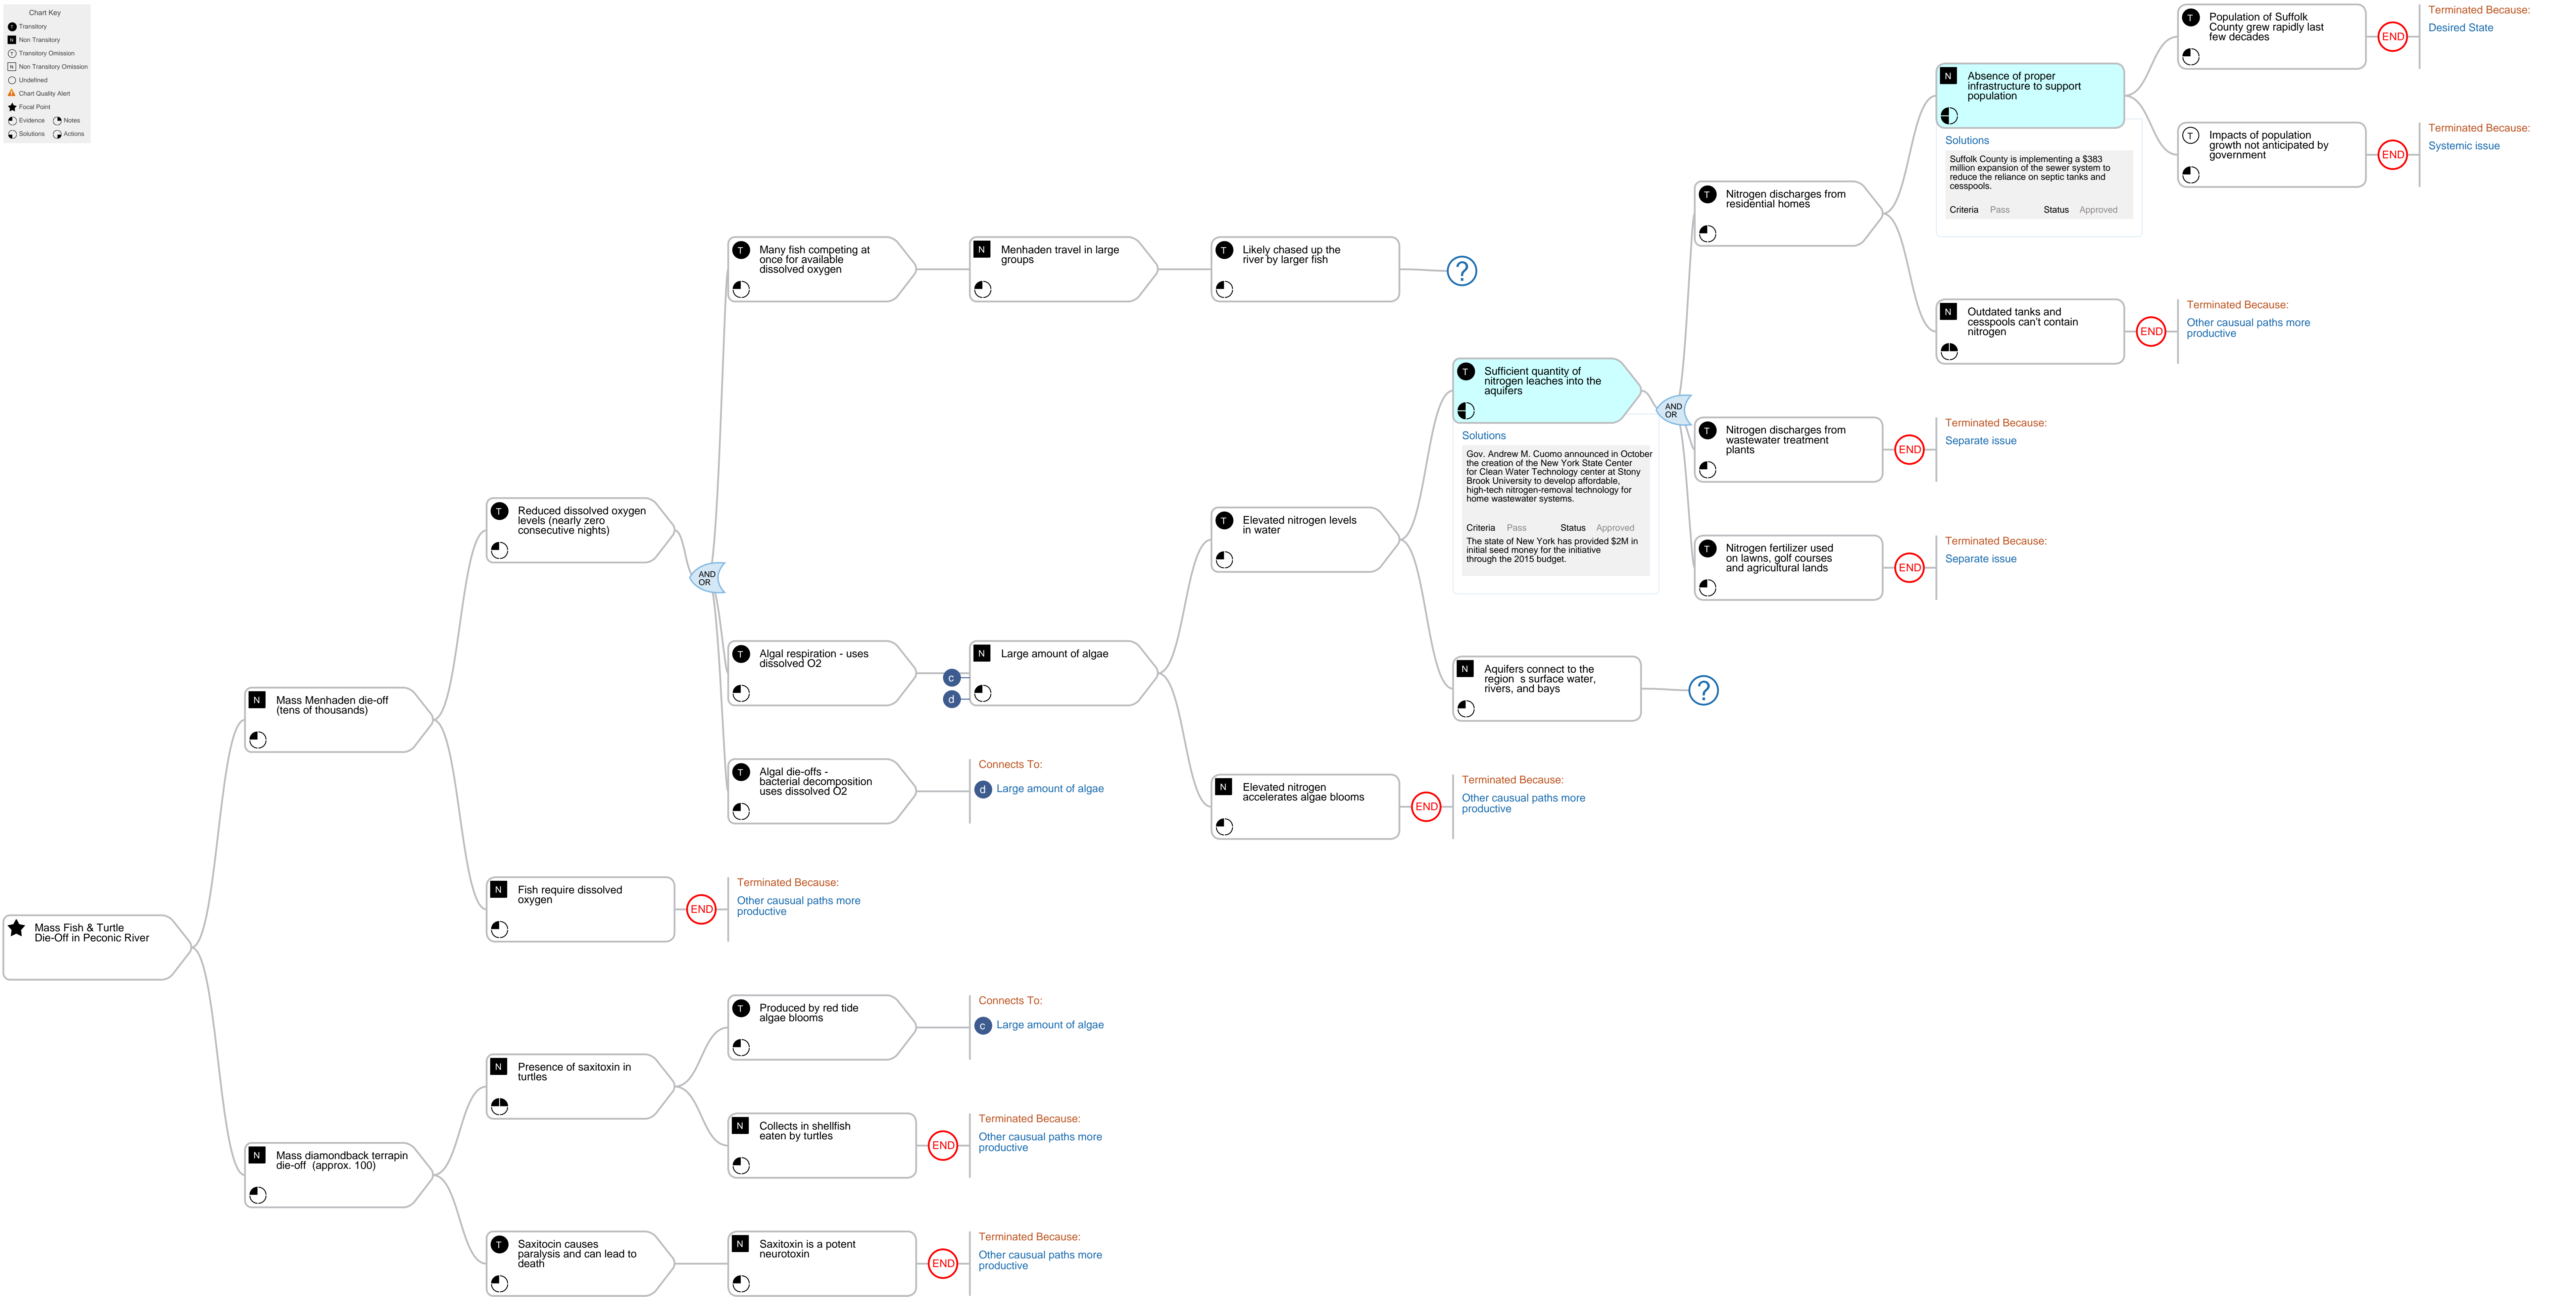 Chart Key
T Transitory
N Non Transitory
T Transitory Omission
N Non Transitory Omission
Undefined
Chart Quality Alert
Focal Point
Evidence Notes
Solutions Actions
Mass Fish & Turtle
Die-Off in Peconic River
N Mass Menhaden die-off
(tens of thousands)
N Mass diamondback terrapin
die-off (approx. 100)
T Reduced dissolved oxygen
levels (nearly zero
consecutive nights)
N Fish require dissolved
oxygen
END
Terminated Because:
Other causual paths more
productive
N Presence of saxitoxin in
turtles
T Saxitocin causes
paralysis and can lead to
death
AND
OR
T Many fish competing at
once for available
dissolved oxygen
T Algal respiration - uses
dissolved O2
T Algal die-offs -
bacterial decomposition
uses dissolved O2
Connects To:
d Large amount of algae
T Produced by red tide
algae blooms
Connects To:
c Large amount of algae
N Collects in shellfish
eaten by turtles
END
Terminated Because:
Other causual paths more
productive
N Saxitoxin is a potent
neurotoxin
END
Terminated Because:
Other causual paths more
productive
N Menhaden travel in large
groups
T Likely chased up the
river by larger fish
?
c
d
N Large amount of algae
T Elevated nitrogen levels
in water
N Elevated nitrogen
accelerates algae blooms
END
Terminated Because:
Other causual paths more
productive
T Sufficient quantity of
nitrogen leaches into the
aquifers
Solutions
Gov. Andrew M. Cuomo announced in October
the creation of the New York State Center
for Clean Water Technology center at Stony
Brook University to develop affordable,
high-tech nitrogen-removal technology for
home wastewater systems.
Criteria Pass Status Approved
The state of New York has provided $2M in
initial seed money for the initiative
through the 2015 budget.
N Aquifers connect to the
region s surface water,
rivers, and bays
?
AND
OR
T Nitrogen discharges from
residential homes
T Nitrogen discharges from
wastewater treatment
plants
END
Terminated Because:
Separate issue
T Nitrogen fertilizer used
on lawns, golf courses
and agricultural lands
END
Terminated Because:
Separate issue
N Absence of proper
infrastructure to support
population
Solutions
Suffolk County is implementing a $383
million expansion of the sewer system to
reduce the reliance on septic tanks and
cesspools.
Criteria Pass Status Approved
N Outdated tanks and
cesspools can't contain
nitrogen
END
Terminated Because:
Other causual paths more
productive
T Population of Suffolk
County grew rapidly last
few decades
END
Terminated Because:
Desired State
T Impacts of population
growth not anticipated by
government
END
Terminated Because:
Systemic issue